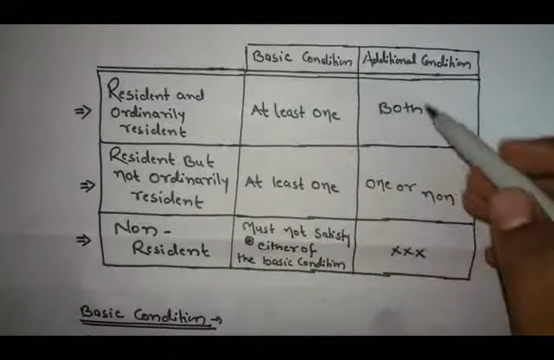 Basic Condition Additional Condition
⇒ Resident and
Ordinarily
resident
At least one
Both
⇒ Resident But
not Ordinarily
resident
At least one
One or non
⇒ Non-
Resident
Must not satisty
either of
the basic Condition
xxx
Basic Condition →